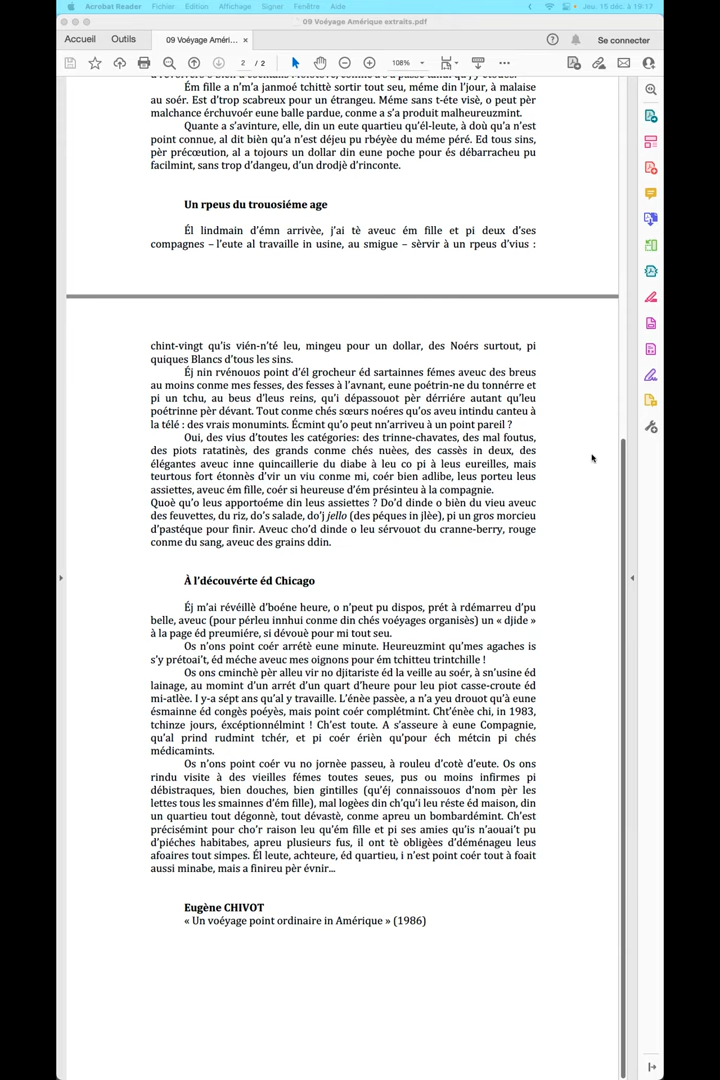 Acrobat Reader Fichier Edition Affichage Signer Fenêtre Aide Jeu. 15 déc. à 19:17
09 Voéyage Amérique extraits.pdf
Accueil Outils 09 Voéyage Améri... × Se connecter
2 / 2 108%
Ém fille a n'm'a janmoé tchittè sortir tout seu, méme din l'jour, à malaise
au soér. Est d'trop scabreux pour un étrangeu. Méme sans t-éte visè, o peut pèr
malchance érchuvoér eune balle pardue, conme a s'a produit malheureuzmint.
Quante a s'avinture, elle, din un eute quartieu qu'él-leute, à doù qu'a n'est
point connue, al dit bièn qu'a n'est déjeu pu rbéyèe du méme péré. Ed tous sins,
pèr précœution, al a tojours un dollar din eune poche pour és débarracheu pu
facilmint, sans trop d'dangeu, d'un drodjè d'rinconte.
Un rpeus du trouosiéme age
Él lindmain d'émn arrivèe, j'ai tè aveuc ém fille et pi deux d'ses
compagnes – l'eute al travaille in usine, au smigue – sèrvir à un rpeus d'vius :
chint-vingt qu'is vién-n'té leu, mingeu pour un dollar, des Noérs surtout, pi
quiques Blancs d'tous les sins.
Éj nin rvénouos point d'él grocheur éd sartainnes fémes aveuc des breus
au moins conme mes fesses, des fesses à l'avnant, eune poétrin-ne du tonnérre et
pi un tchu, au beus d'leus reins, qu'i dépassouot pèr dérriére autant qu'leu
poétrinne pèr dévant. Tout conme chés sœurs noéres qu'os aveu intindu canteu à
la télé : des vrais monumints. Écmint qu'o peut nn'arriveu à un point pareil ?
Oui, des vius d'toutes les catégories: des trinne-chavates, des mal foutus,
des piots ratatinès, des grands conme chés nuèes, des cassès in deux, des
élégantes aveuc inne quincaillerie du diabe à leu co pi à leus eureilles, mais
teurtous fort étonnès d'vir un viu conme mi, coér bien adlibe, leus porteu leus
assiettes, aveuc ém fille, coér si heureuse d'ém présinteu à la compagnie.
Quoè qu'o leus apportoéme din leus assiettes ? Do'd dinde o bièn du vieu aveuc
des feuvettes, du riz, do's salade, do'j jello (des péques in jlèe), pi un gros morcieu
d'pastéque pour finir. Aveuc cho'd dinde o leu sérvouot du cranne-berry, rouge
conme du sang, aveuc des grains ddin.
À l'découvérte éd Chicago
Éj m'ai révéillè d'boéne heure, o n'peut pu dispos, prét à rdémarreu d'pu
belle, aveuc (pour pérleu innhui conme din chés voéyages organisès) un « djide »
à la page éd preumiére, si dévouè pour mi tout seu.
Os n'ons point coér arrétè eune minute. Heureuzmint qu'mes agaches is
s'y prétoai't, éd méche aveuc mes oignons pour ém tchitteu trintchille !
Os ons cminchè pèr alleu vir no djitariste éd la veille au soér, à sn'usine éd
lainage, au momint d'un arrét d'un quart d'heure pour leu piot casse-croute éd
mi-atlèe. I y-a sépt ans qu'al y travaille. L'énèe passèe, a n'a yeu drouot qu'à eune
ésmainne éd congès poéyès, mais point coér complétmint. Cht'énèe chi, in 1983,
tchinze jours, éxcéptionnélmint ! Ch'est toute. A s'asseure à eune Compagnie,
qu'al prind rudmint tchér, et pi coér érièn qu'pour éch métcin pi chés
médicamints.
Os n'ons point coér vu no jornèe passeu, à rouleu d'cotè d'eute. Os ons
rindu visite à des vieilles fémes toutes seues, pus ou moins infirmes pi
débistraques, bien douches, bien gintilles (qu'éj connaissouos d'nom pèr les
lettes tous les smainnes d'ém fille), mal logèes din ch'qu'i leu réste éd maison, din
un quartieu tout dégonnè, tout dévastè, conme apreu un bombardémint. Ch'est
précisémint pour cho'r raison leu qu'ém fille et pi ses amies qu'is n'aouai't pu
d'piéches habitabes, apreu plusieurs fus, il ont tè obligèes d'déménageu leus
afoaires tout simpes. Él leute, achteure, éd quartieu, i n'est point coér tout à foait
aussi minabe, mais a finireu pèr évnir...
Eugène CHIVOT
« Un voéyage point ordinaire in Amérique » (1986)